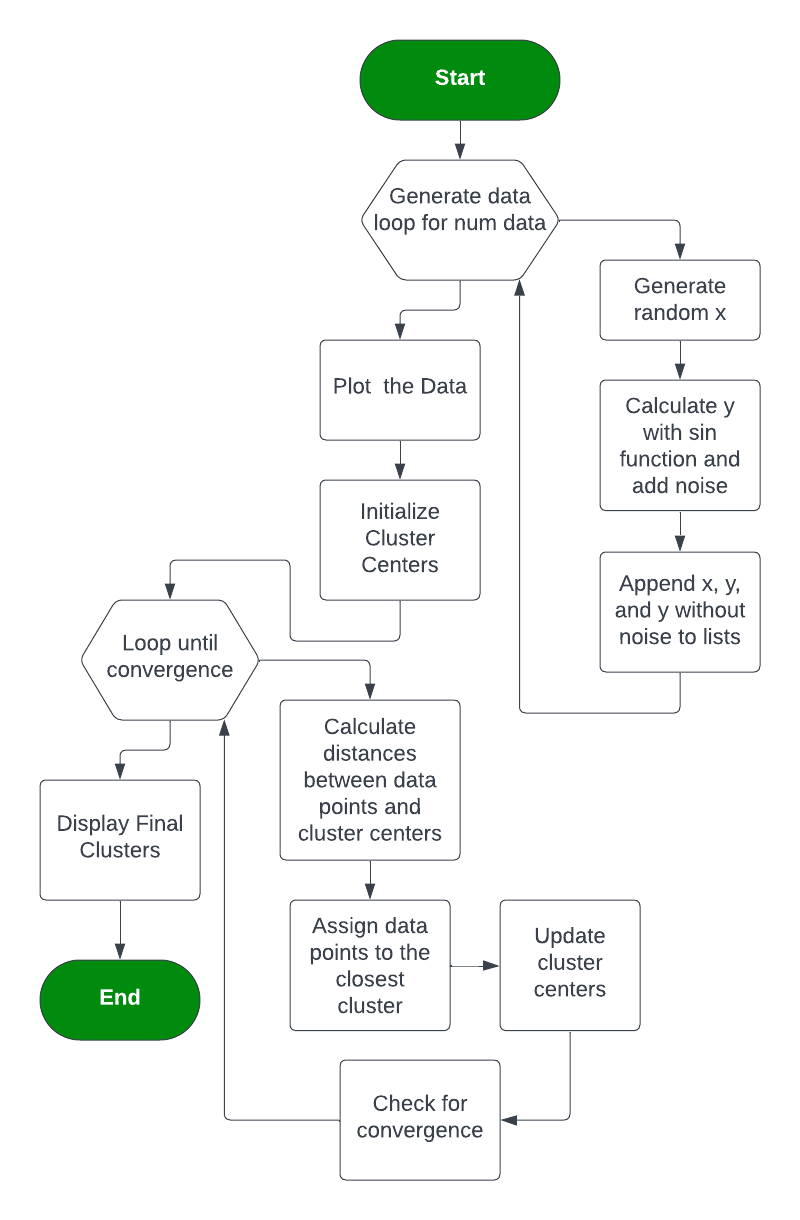 Start
Generate data
loop for num data
Generate
random x
Calculate y
with sin
function and
add noise
Append x, y,
and y without
noise to lists
Plot  the Data
Initialize
Cluster
Centers
Loop until
convergence
Calculate
distances
between data
points and
cluster centers
Assign data
points to the
closest
cluster
Update
cluster
centers
Check for
convergence
Display Final
Clusters
End